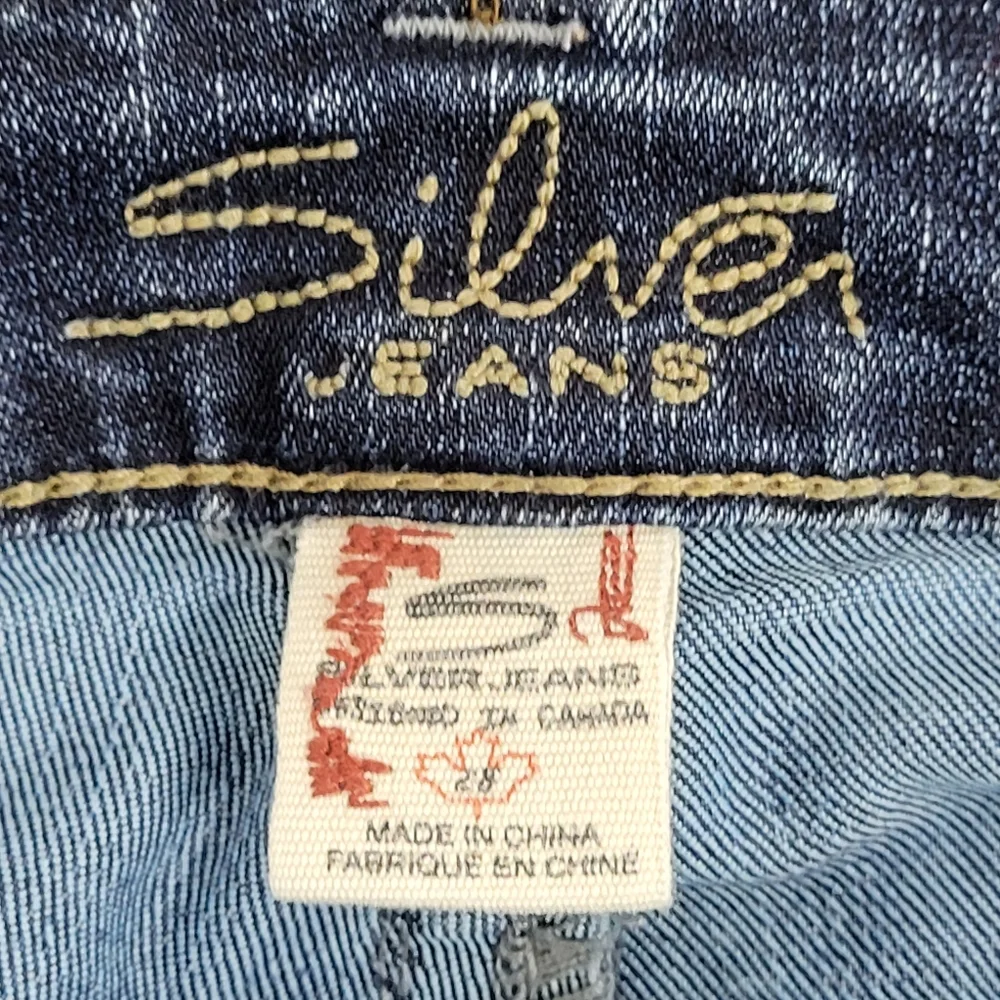 Silver
JEANS
S
SILVER JEANS
DESIGNED IN CANADA
28
MADE IN CHINA
FABRIQUE EN CHINE